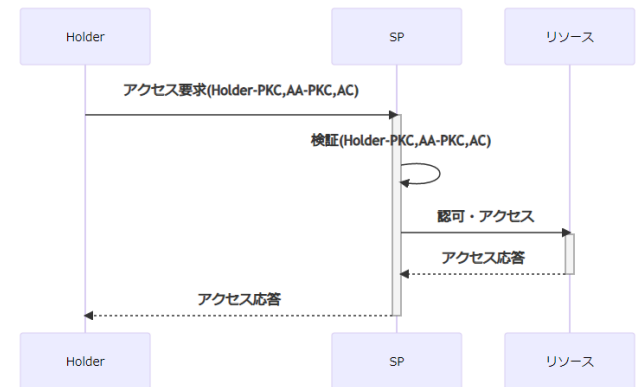 Holder
SP
リソース
アクセス要求(Holder-PKC,AA-PKC,AC)
検証(Holder-PKC,AA-PKC,AC)
認可・アクセス
アクセス応答
アクセス応答
Holder
SP
リソース